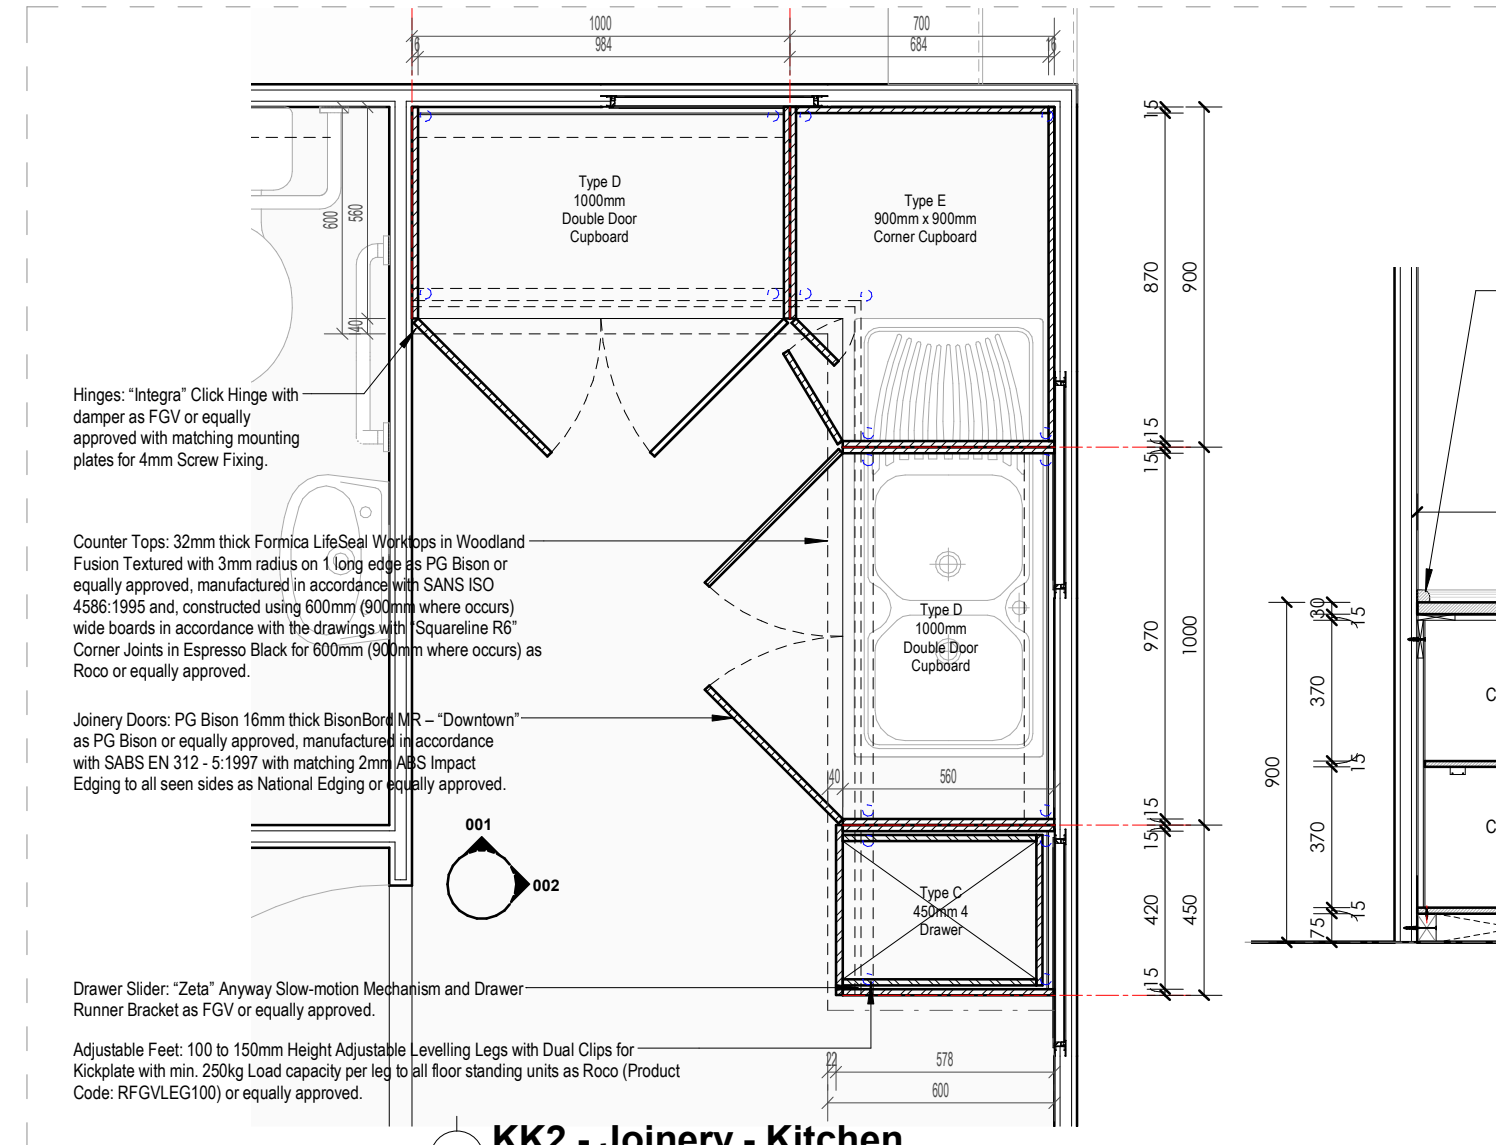 1000
700
16
984
684
16
15
600
560
Type D
1000mm
Double Door
Cupboard
Type E
900mm x 900mm
Corner Cupboard
870
900
40
Hinges: “Integra” Click Hinge with
damper as FGV or equally
approved with matching mounting
plates for 4mm Screw Fixing.
15
15
Counter Tops: 32mm thick Formica LifeSeal Worktops in Woodland
Fusion Textured with 3mm radius on 1 long edge as PG Bison or
equally approved, manufactured in accordance with SANS ISO
4586:1995 and, constructed using 600mm (900mm where occurs)
wide boards in accordance with the drawings with “Squareline R6”
Corner Joints in Espresso Black for 600mm (900mm where occurs) as
Roco or equally approved.
Type D
1000mm
Double Door
Cupboard
970
1000
Joinery Doors: PG Bison 16mm thick BisonBord MR – “Downtown”
as PG Bison or equally approved, manufactured in accordance
with SABS EN 312 - 5:1997 with matching 2mm ABS Impact
Edging to all seen sides as National Edging or equally approved.
40
560
15
15
001
002
Type C
450mm 4
Drawer
420
450
15
Drawer Slider: “Zeta” Anyway Slow-motion Mechanism and Drawer
Runner Bracket as FGV or equally approved.
Adjustable Feet: 100 to 150mm Height Adjustable Levelling Legs with Dual Clips for
Kickplate with min. 250kg Load capacity per leg to all floor standing units as Roco (Product
Code: RFGVLEG100) or equally approved.
22
578
600
30
15
370
C
900
15
370
C
15
75
KK2 - Joinery - Kitchen